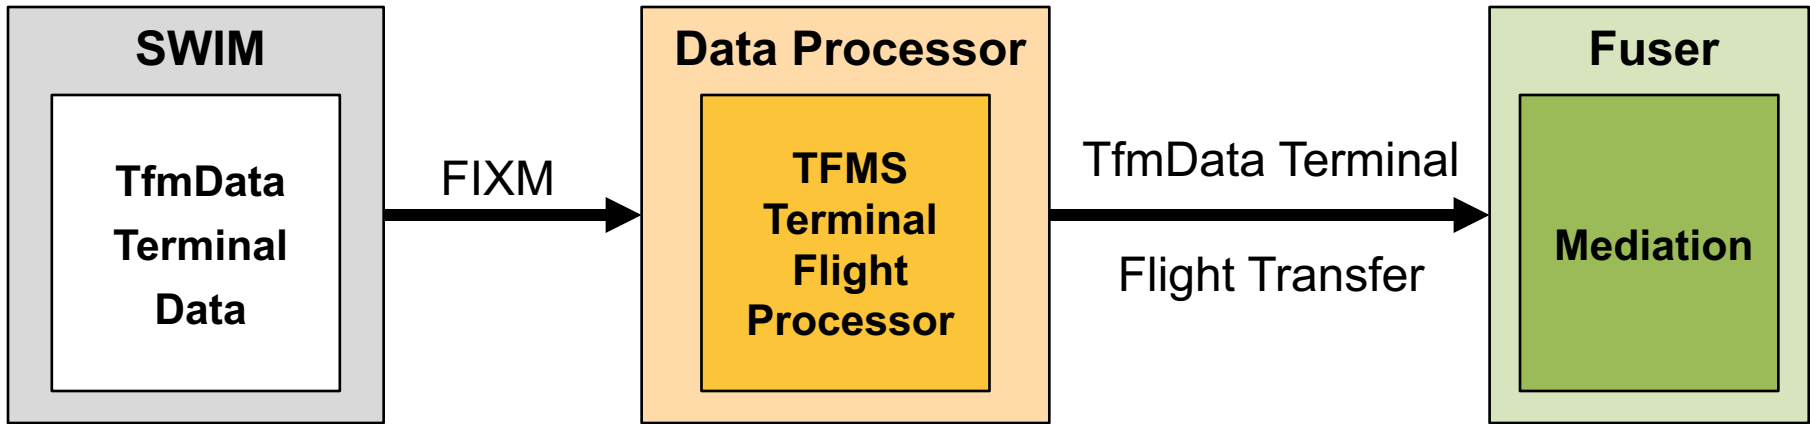 SWIM
TfmData
Terminal
Data
FIXM
Data Processor
TFMS
Terminal
Flight
Processor
TfmData Terminal
Flight Transfer
Fuser
Mediation